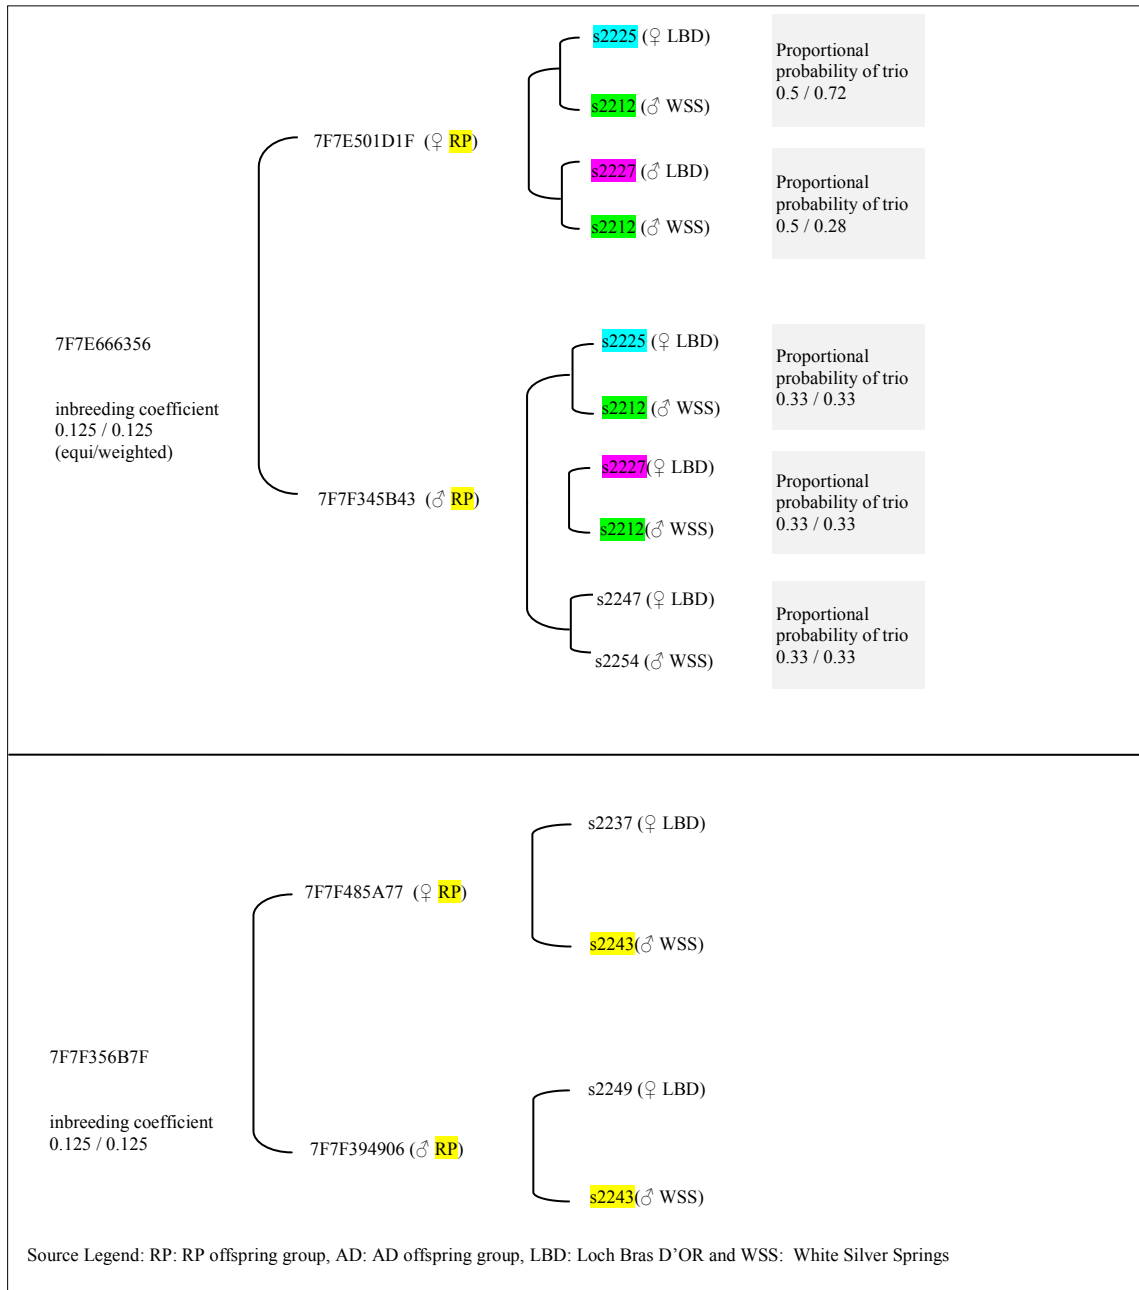 s2225 (♀ LBD)
Proportional
probability of trio
0.5 / 0.72
s2212 (♂ WSS)
7F7E501D1F (♀ RP)
s2227 (♂ LBD)
Proportional
probability of trio
0.5 / 0.28
s2212 (♂ WSS)
7F7E666356
inbreeding coefficient
0.125 / 0.125
(equi/weighted)
s2225 (♀ LBD)
Proportional
probability of trio
0.33 / 0.33
s2212 (♂ WSS)
7F7F345B43 (♂ RP)
s2227(♀ LBD)
Proportional
probability of trio
0.33 / 0.33
s2212(♂ WSS)
s2247 (♀ LBD)
Proportional
probability of trio
0.33 / 0.33
s2254 (♂ WSS)
s2237 (♀ LBD)
7F7F485A77 (♀ RP)
s2243(♂ WSS)
7F7F356B7F
inbreeding coefficient
0.125 / 0.125
s2249 (♀ LBD)
7F7F394906 (♂ RP)
s2243(♂ WSS)
Source Legend: RP: RP offspring group, AD: AD offspring group, LBD: Loch Bras D’OR and WSS: White Silver Springs